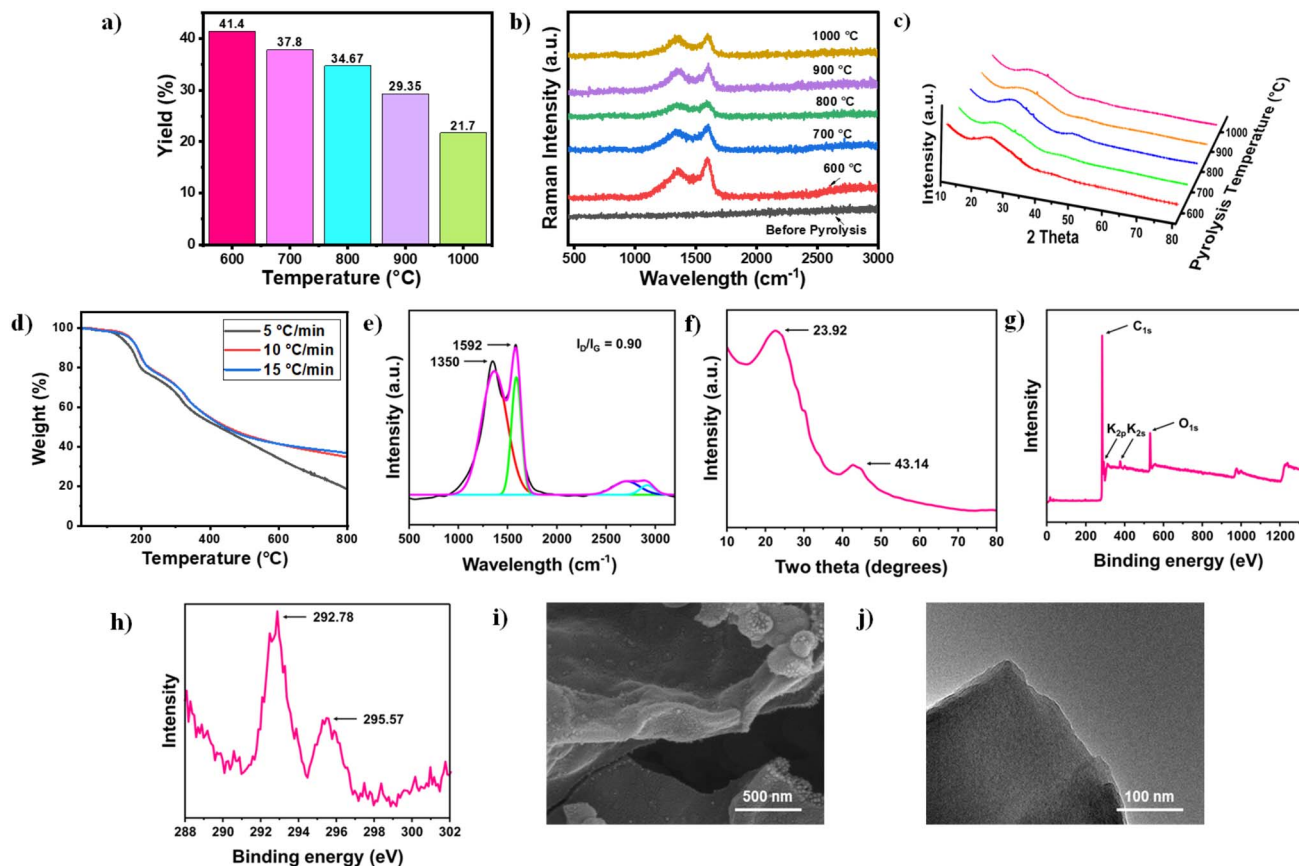 a)
41.4
37.8
34.67
29.35
21.7
40
30
20
10
0
Yield (%)
600 700 800 900 1000
Temperature (°C)
b)
1000 °C
900 °C
800 °C
700 °C
600 °C
Before Pyrolysis
Raman Intensity (a.u.)
500 1000 1500 2000 2500 3000
Wavelength (cm⁻¹)
c)
Intensity (a.u.)
10 20 30 40 50 60 70 80
2 Theta
1000
900
800
700
600
Pyrolysis Temperature (°C)
d)
5 °C/min
10 °C/min
15 °C/min
100
80
60
40
20
0
Weight (%)
200 400 600 800
Temperature (°C)
e)
1592
1350
I_D/I_G = 0.90
Intensity (a.u.)
500 1000 1500 2000 2500 3000
Wavelength (cm⁻¹)
f)
23.92
43.14
Intensity (a.u.)
10 20 30 40 50 60 70 80
Two theta (degrees)
g)
C1s
K2p K2s
O1s
Intensity
0 200 400 600 800 1000 1200
Binding energy (eV)
h)
292.78
295.57
Intensity
288 290 292 294 296 298 300 302
Binding energy (eV)
i)
500 nm
j)
100 nm